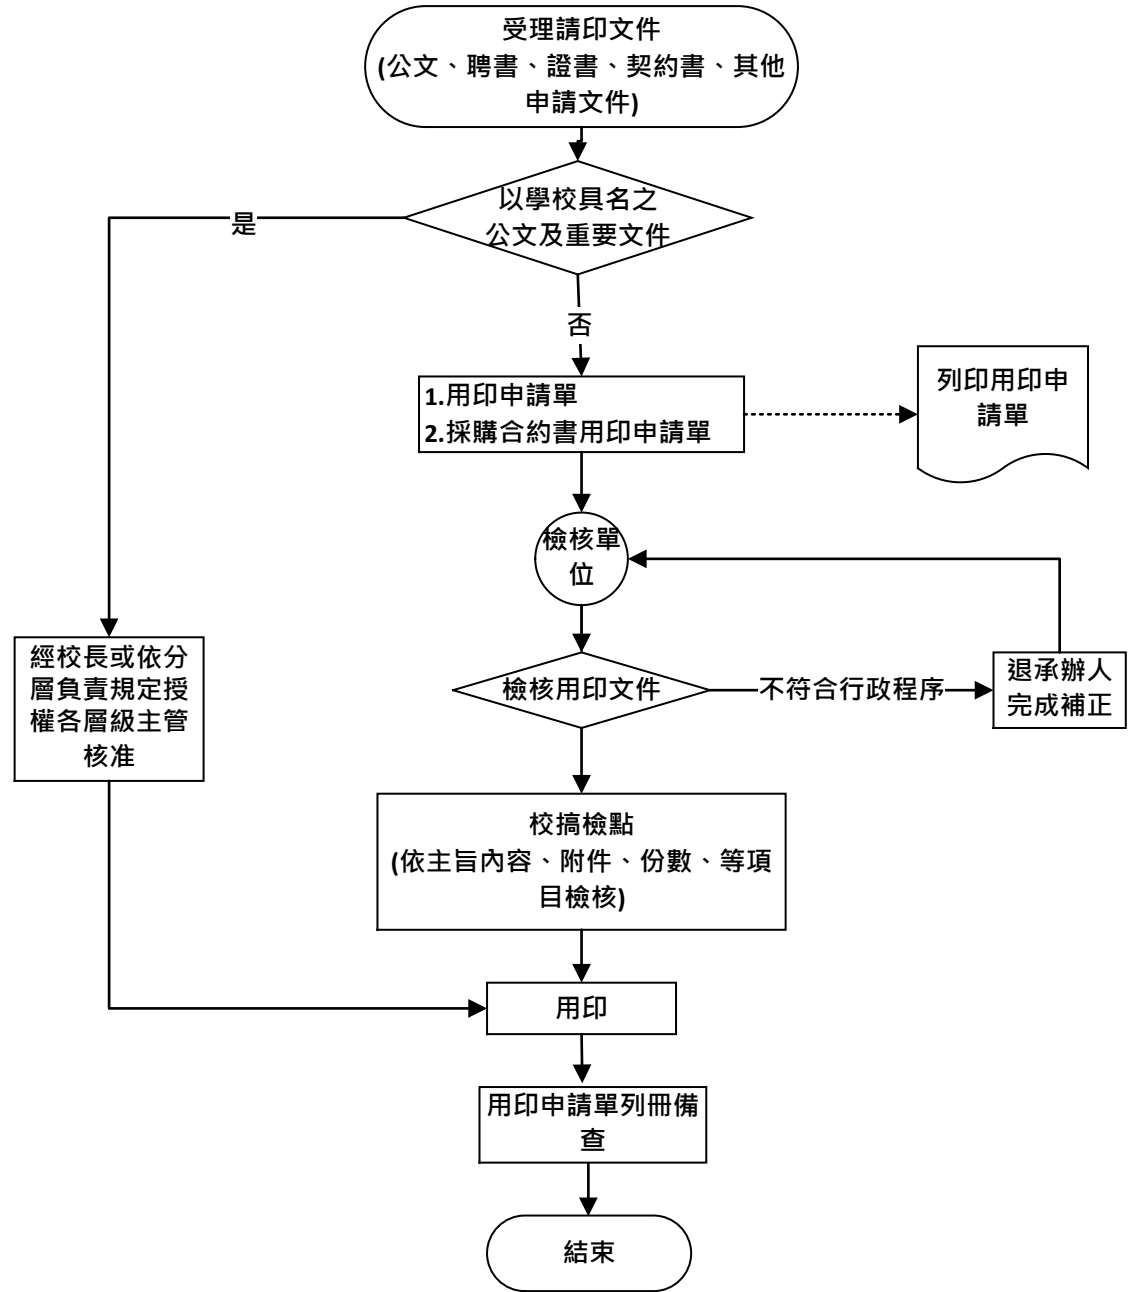 受理請印文件
(公文、聘書、證書、契約書、其他
申請文件)
以學校具名之
公文及重要文件
是
否
1.用印申請單
2.採購合約書用印申請單
列印用印申
請單
檢核單
位
經校長或依分
層負責規定授
權各層級主管
核准
檢核用印文件
不符合行政程序
退承辦人
完成補正
校搞檢點
(依主旨內容、附件、份數、等項
目檢核)
用印
用印申請單列冊備
查
結束